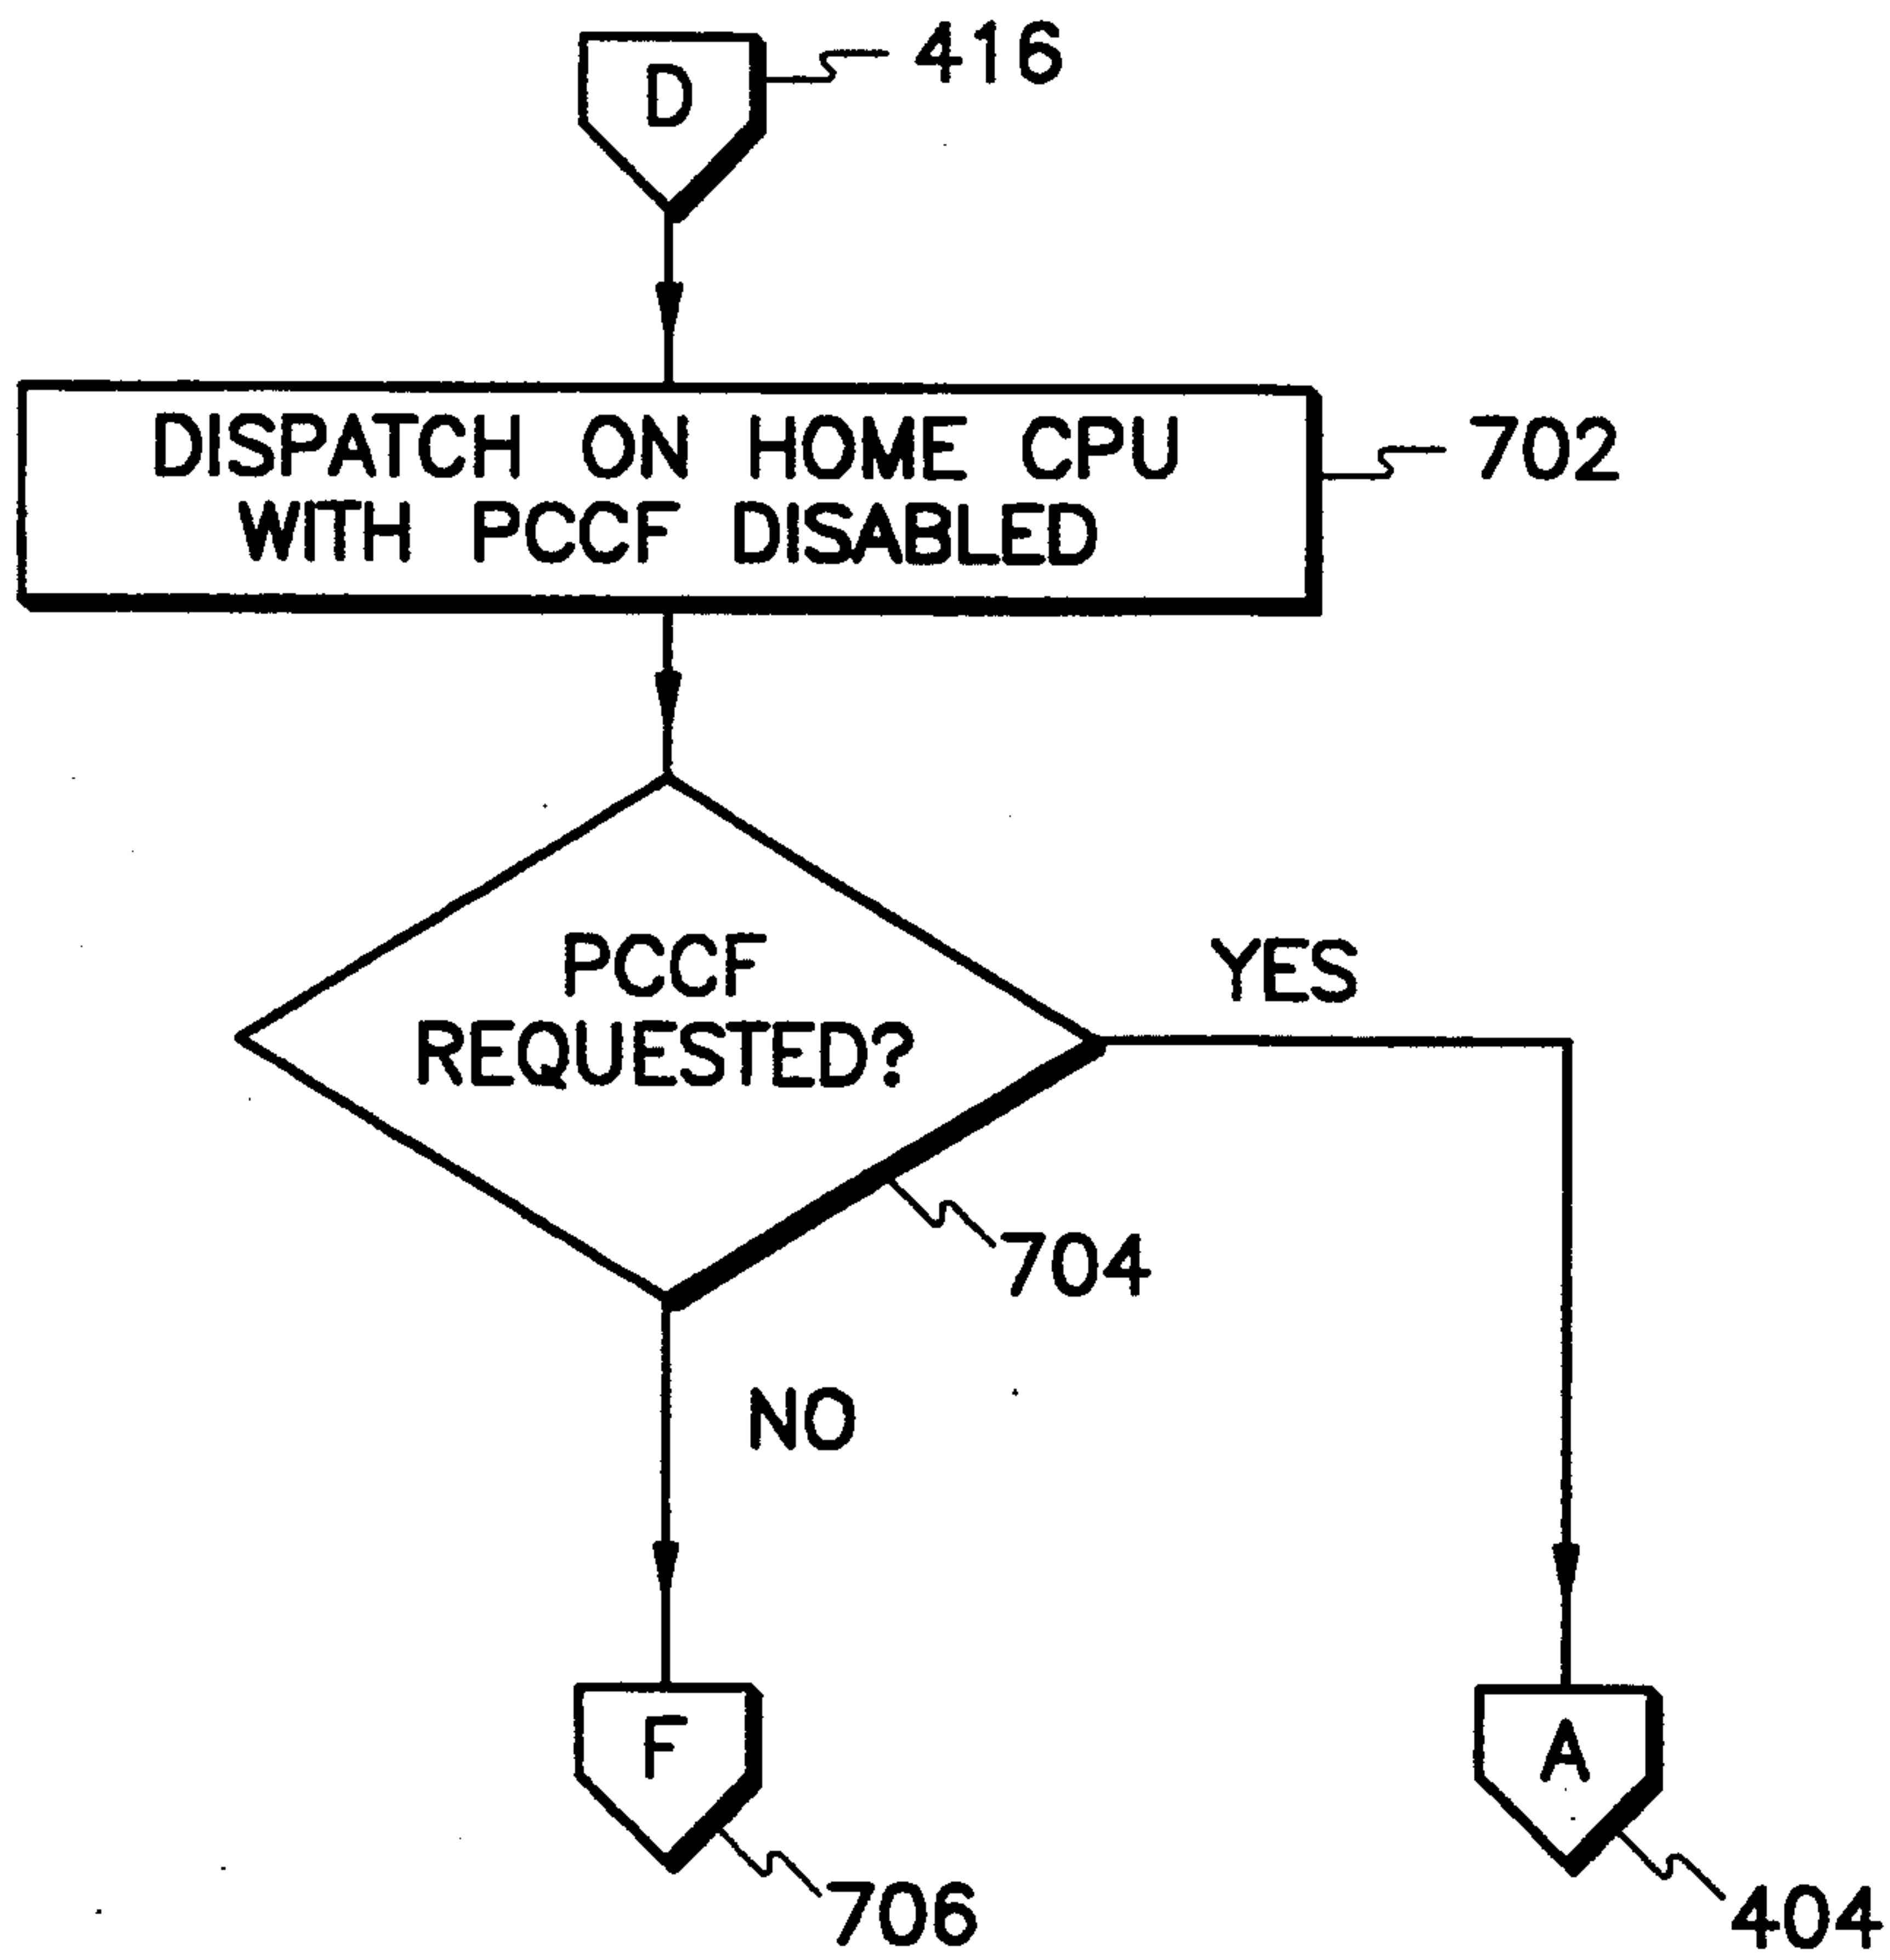 D
416
DISPATCH ON HOME CPU
WITH PCCF DISABLED
702
PCCF
REQUESTED?
YES
704
NO
F
A
706
404